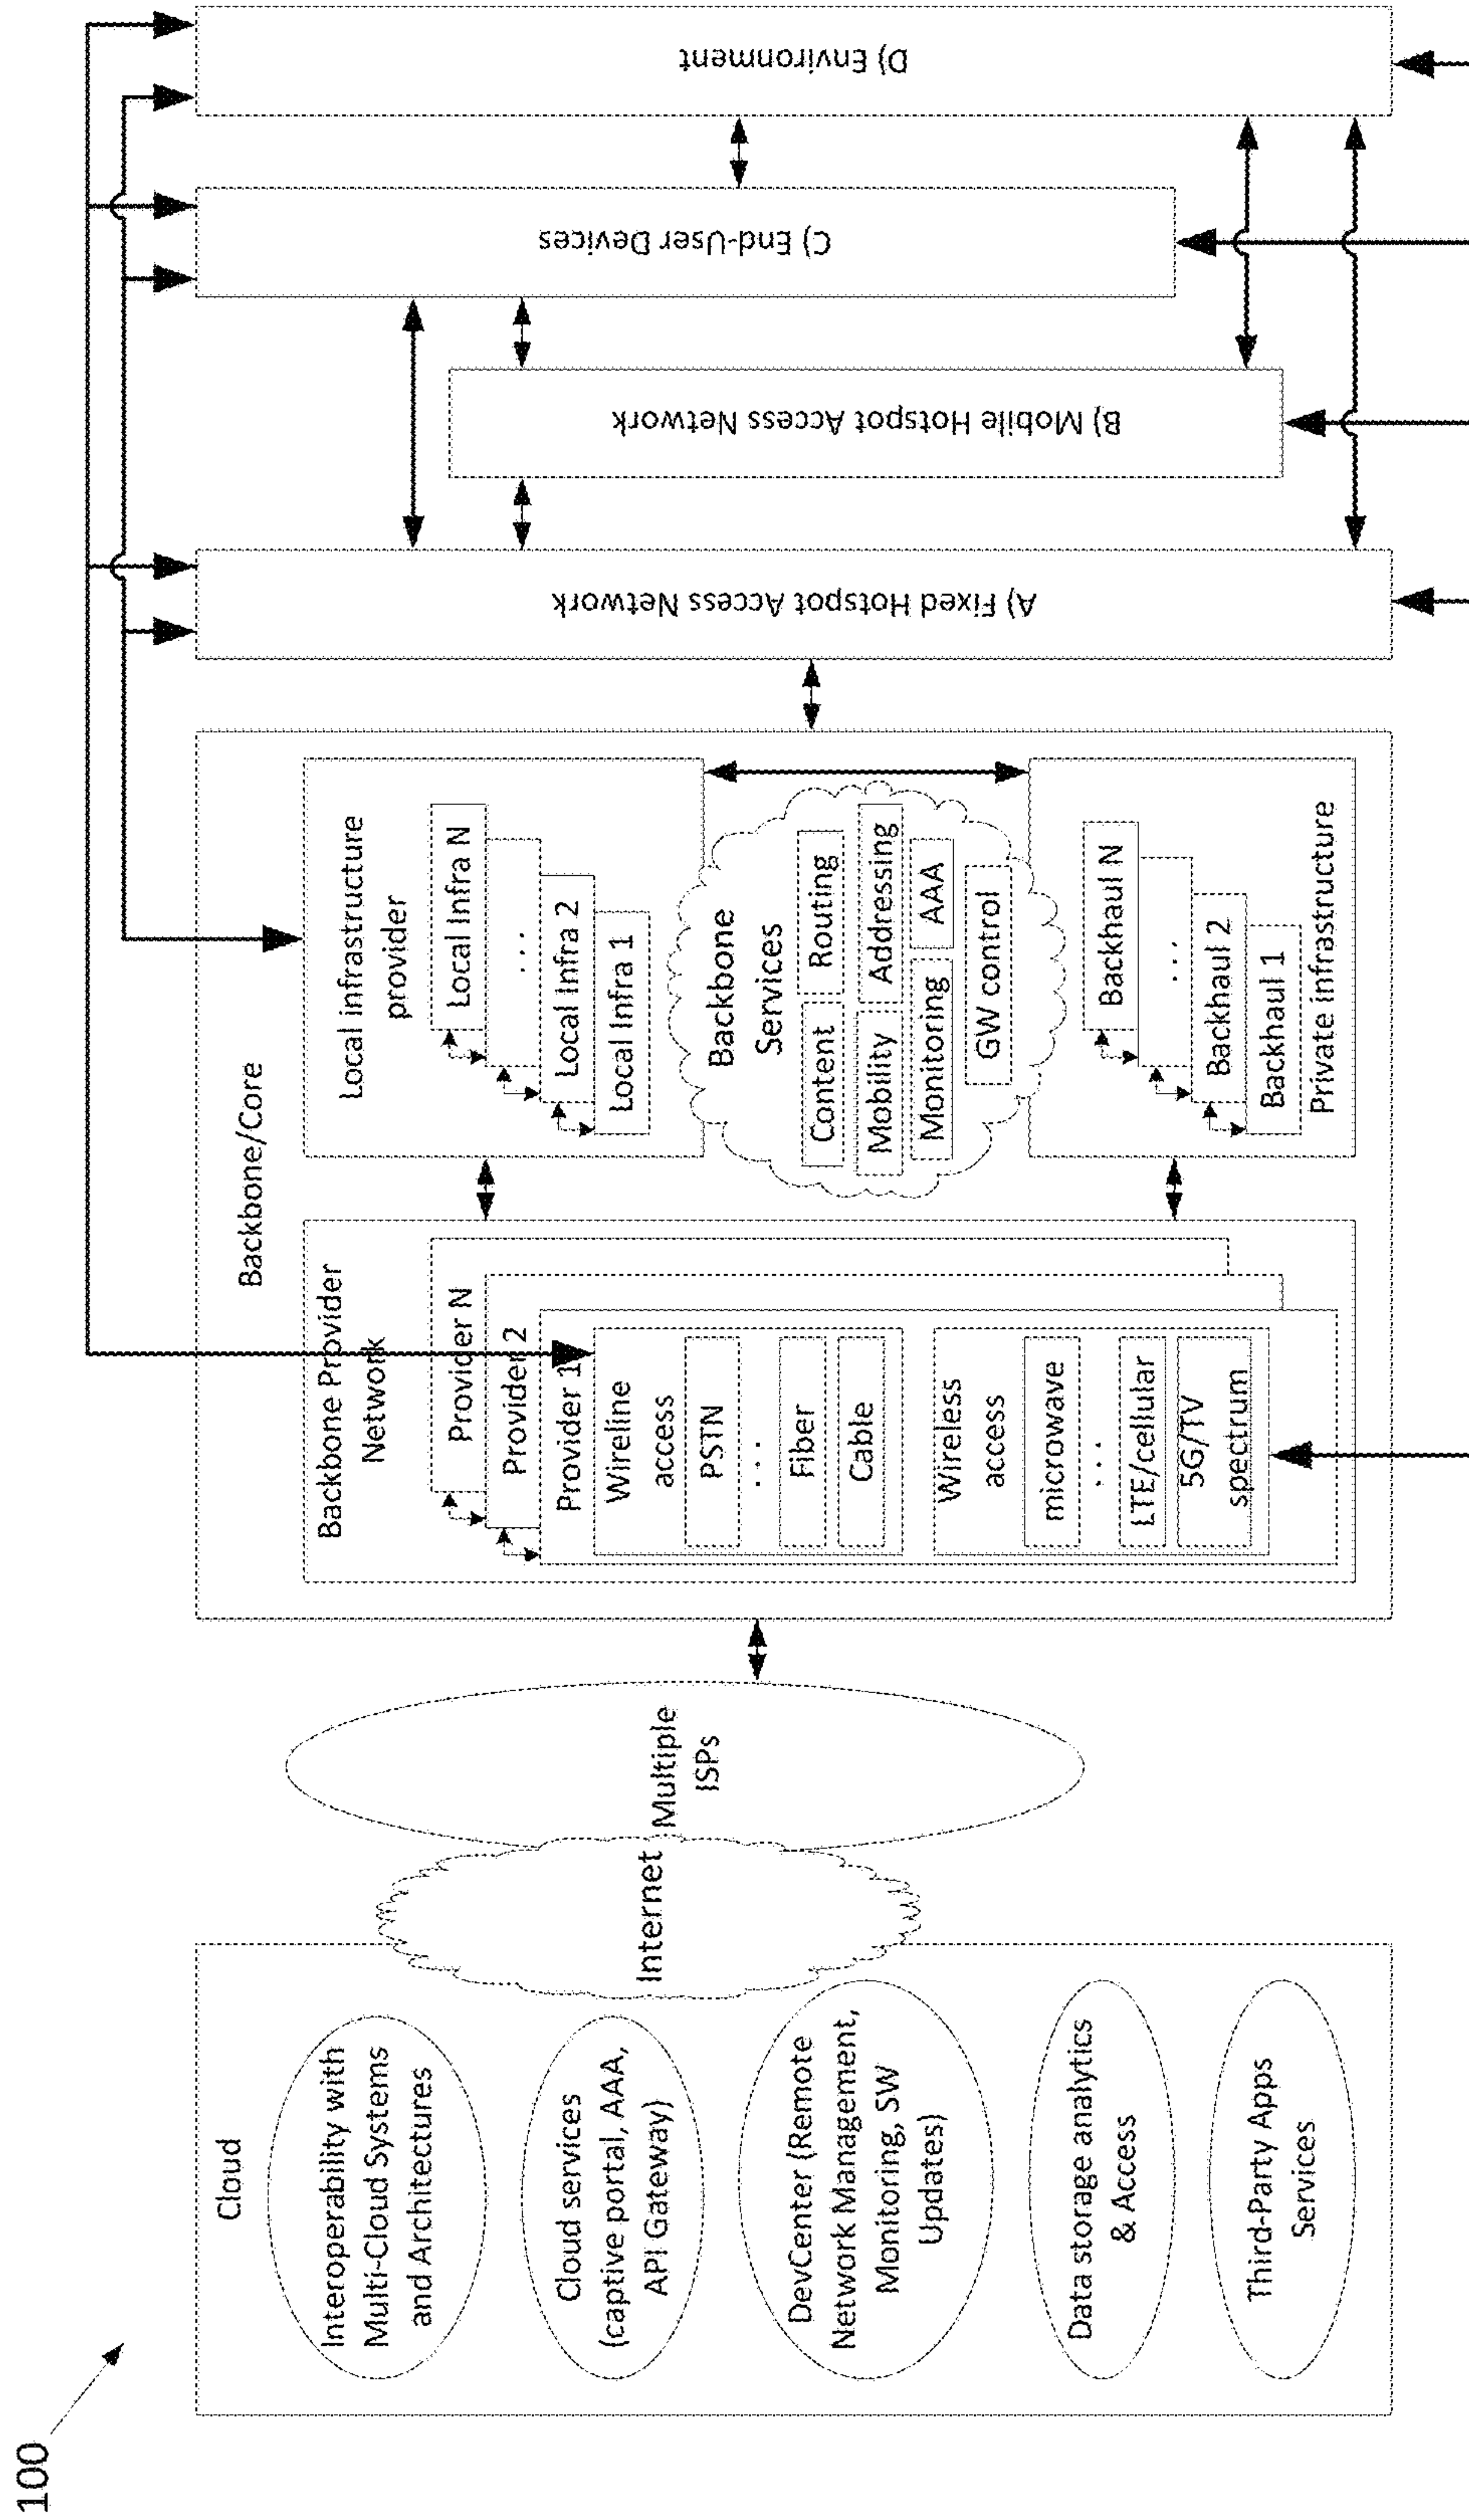 100
Cloud
Interoperability with
Multi-Cloud Systems
and Architectures
Cloud services
(captive portal, AAA,
API Gateway)
DevCenter (Remote
Network Management,
Monitoring, SW
Updates)
Data storage analytics
& Access
Third-Party Apps
Services
Internet
Multiple
ISPs
Backbone/Core
Backbone Provider
Network
Provider N
Provider 2
Provider 1
Wireline
access
PSTN
...
Fiber
Cable
Wireless
access
microwave
...
LTE/cellular
5G/TV
spectrum
Local infrastructure
provider
Local Infra N
...
Local Infra 2
Local Infra 1
Backbone
Services
Content
Routing
Mobility
Addressing
Monitoring
AAA
GW control
Backhaul N
...
Backhaul 2
Backhaul 1
Private infrastructure
A) Fixed Hotspot Access Network
B) Mobile Hotspot Access Network
C) End-User Devices
D) Environment